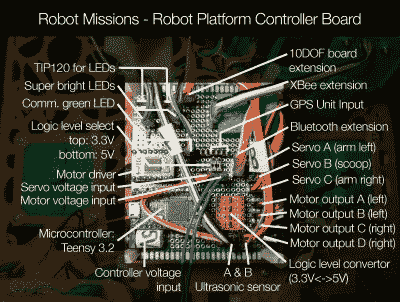 Robot Missions - Robot Platform Controller Board
TIP120 for LEDs
Super bright LEDs
Comm. green LED
Logic level select
top: 3.3V
bottom: 5V
Motor driver
Servo voltage input
Motor voltage input
Microcontroller:
Teensy 3.2
Controller voltage
input
A & B
Ultrasonic sensor
10DOF board
extension
XBee extension
GPS Unit Input
Bluetooth extension
Servo A (arm left)
Servo B (scoop)
Servo C (arm right)
Motor output A (left)
Motor output B (left)
Motor output C (right)
Motor output D (right)
Logic level convertor
(3.3V<->5V)